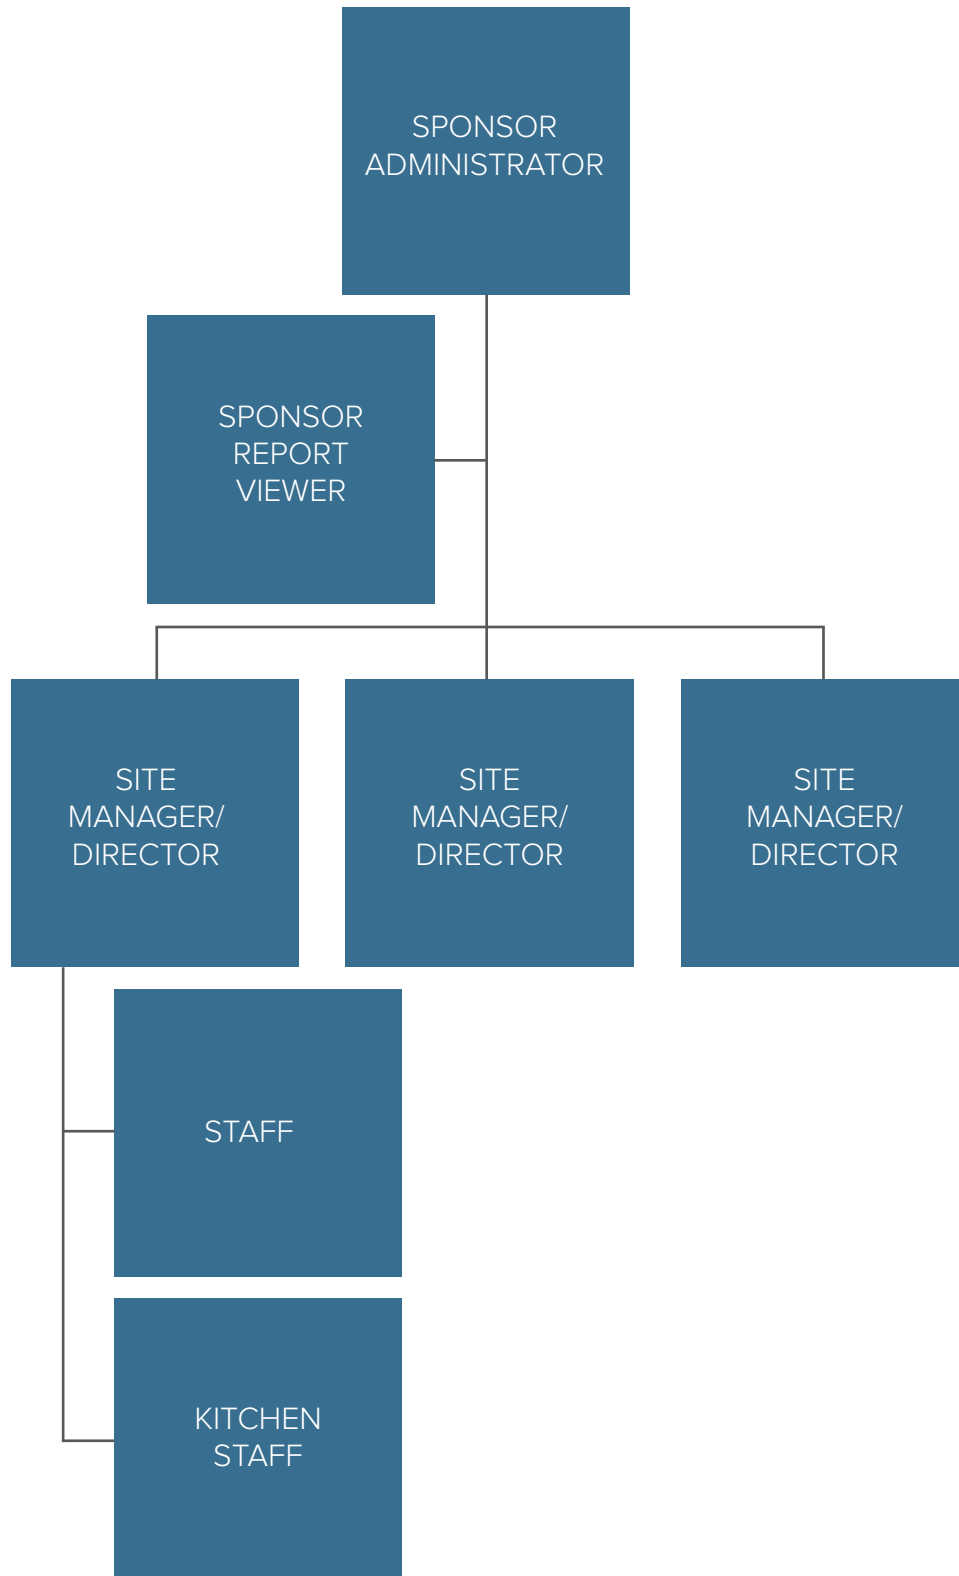 SPONSOR
ADMINISTRATOR
SPONSOR
REPORT
VIEWER
SITE
MANAGER/
DIRECTOR
SITE
MANAGER/
DIRECTOR
SITE
MANAGER/
DIRECTOR
STAFF
KITCHEN
STAFF